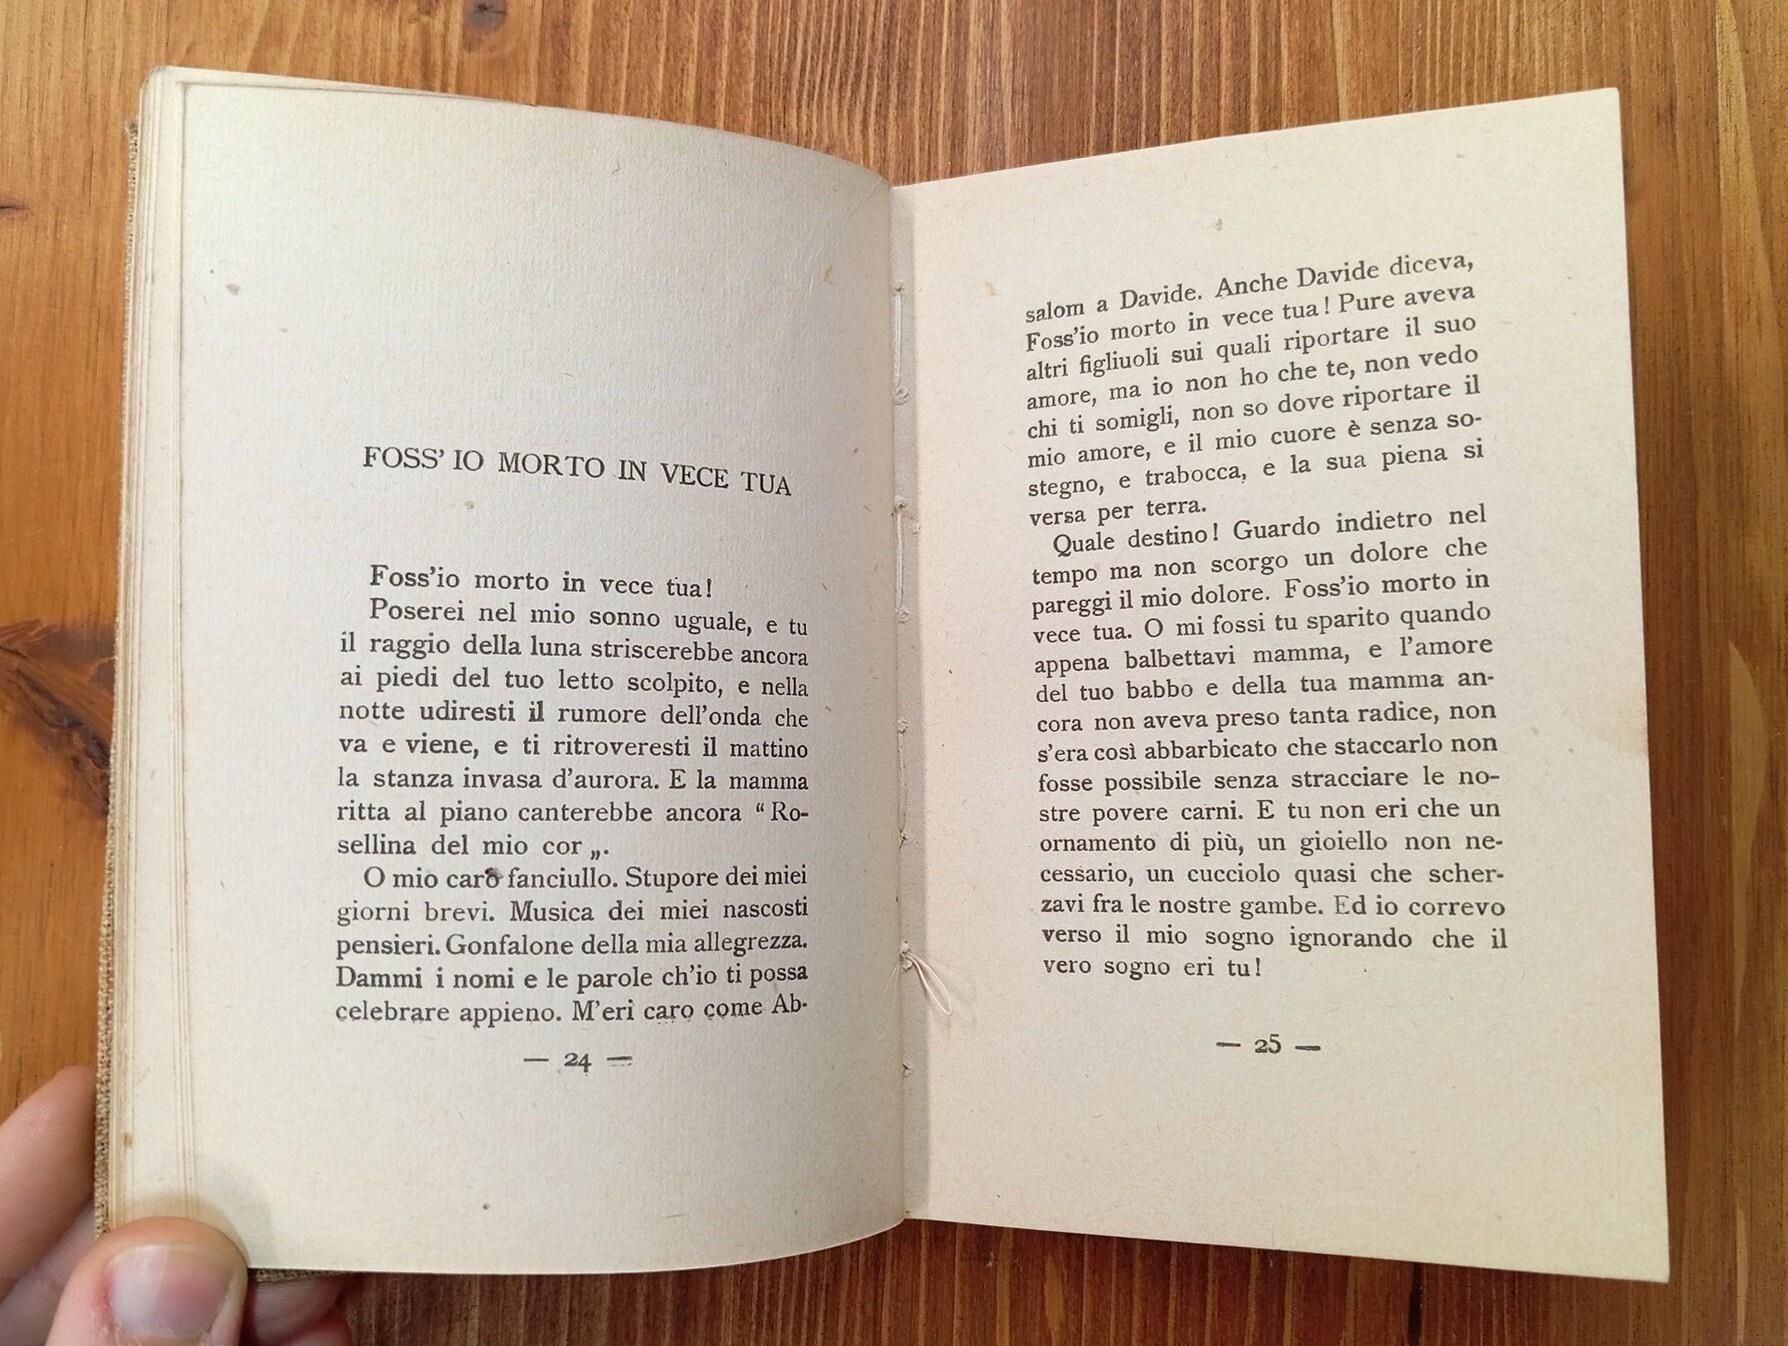 FOSS' IO MORTO IN VECE TUA
Foss'io morto in vece tua!
Poserei nel mio sonno uguale, e tu
il raggio della luna striscerebbe ancora
ai piedi del tuo letto scolpito, e nella
notte udiresti il rumore dell'onda che
va e viene, e ti ritroveresti il mattino
la stanza invasa d'aurora. E la mamma
ritta al piano canterebbe ancora “ Ro-
sellina del mio cor „.
O mio caro fanciullo. Stupore dei miei
giorni brevi. Musica dei miei nascosti
pensieri. Gonfalone della mia allegrezza.
Dammi i nomi e le parole ch'io ti possa
celebrare appieno. M'eri caro come Ab-
— 24 —
salom a Davide. Anche Davide diceva,
Foss'io morto in vece tua! Pure aveva
altri figliuoli sui quali riportare il suo
amore, ma io non ho che te, non vedo
chi ti somigli, non so dove riportare il
mio amore, e il mio cuore è senza so-
stegno, e trabocca, e la sua piena si
versa per terra.
Quale destino! Guardo indietro nel
tempo ma non scorgo un dolore che
pareggi il mio dolore. Foss'io morto in
vece tua. O mi fossi tu sparito quando
appena balbettavi mamma, e l'amore
del tuo babbo e della tua mamma an-
cora non aveva preso tanta radice, non
s'era così abbarbicato che staccarlo non
fosse possibile senza stracciare le no-
stre povere carni. E tu non eri che un
ornamento di più, un gioiello non ne-
cessario, un cucciolo quasi che scher-
zavi fra le nostre gambe. Ed io correvo
verso il mio sogno ignorando che il
vero sogno eri tu!
— 25 —